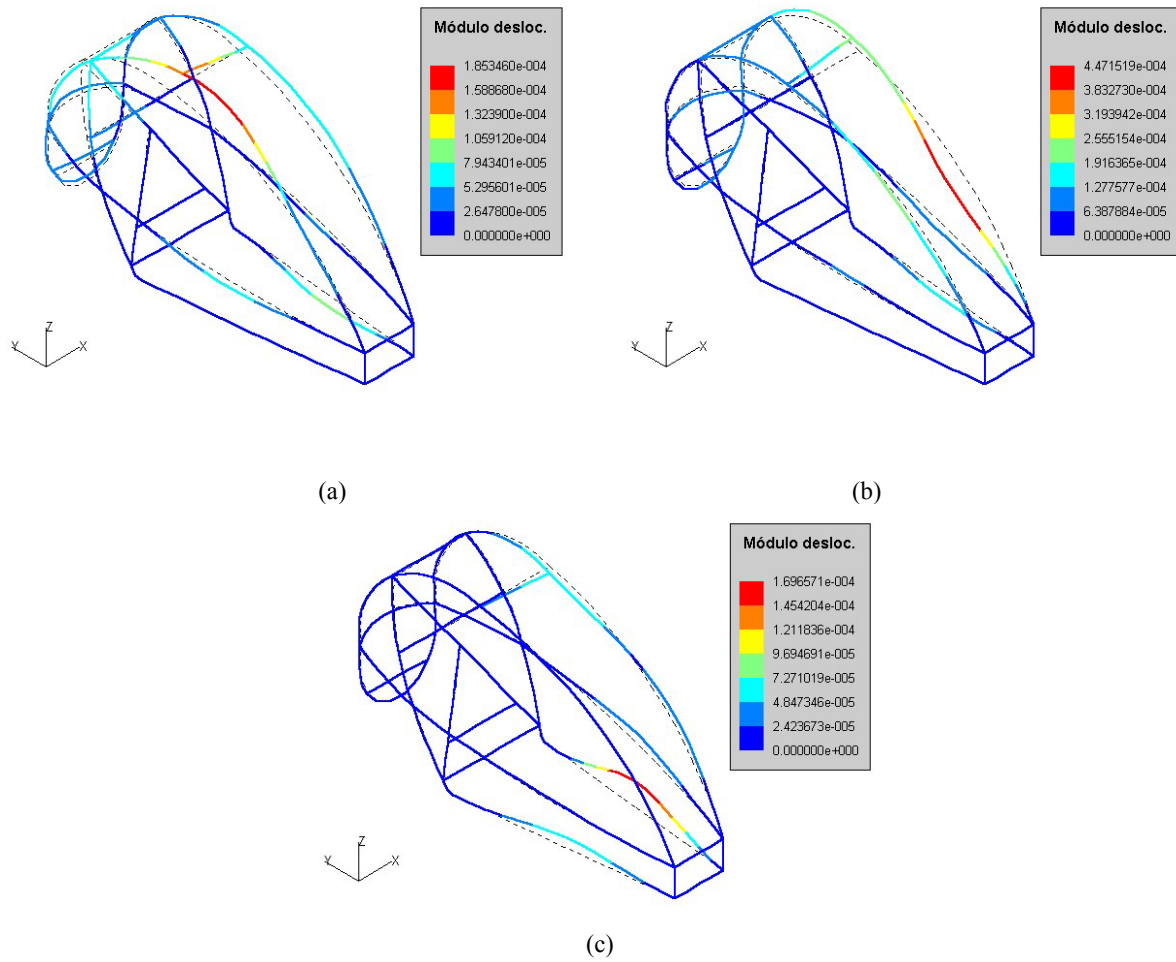 Módulo desloc.
1.853460e-004
1.588680e-004
1.323900e-004
1.059120e-004
7.943401e-005
5.295601e-005
2.647800e-005
0.000000e+000
Z
Y
X
(a)
Módulo desloc.
4.471519e-004
3.832730e-004
3.193942e-004
2.555154e-004
1.916365e-004
1.277577e-004
6.387884e-005
0.000000e+000
Z
Y
X
(b)
Módulo desloc.
1.696571e-004
1.454204e-004
1.211836e-004
9.694691e-005
7.271019e-005
4.847346e-005
2.423673e-005
0.000000e+000
Z
Y
X
(c)